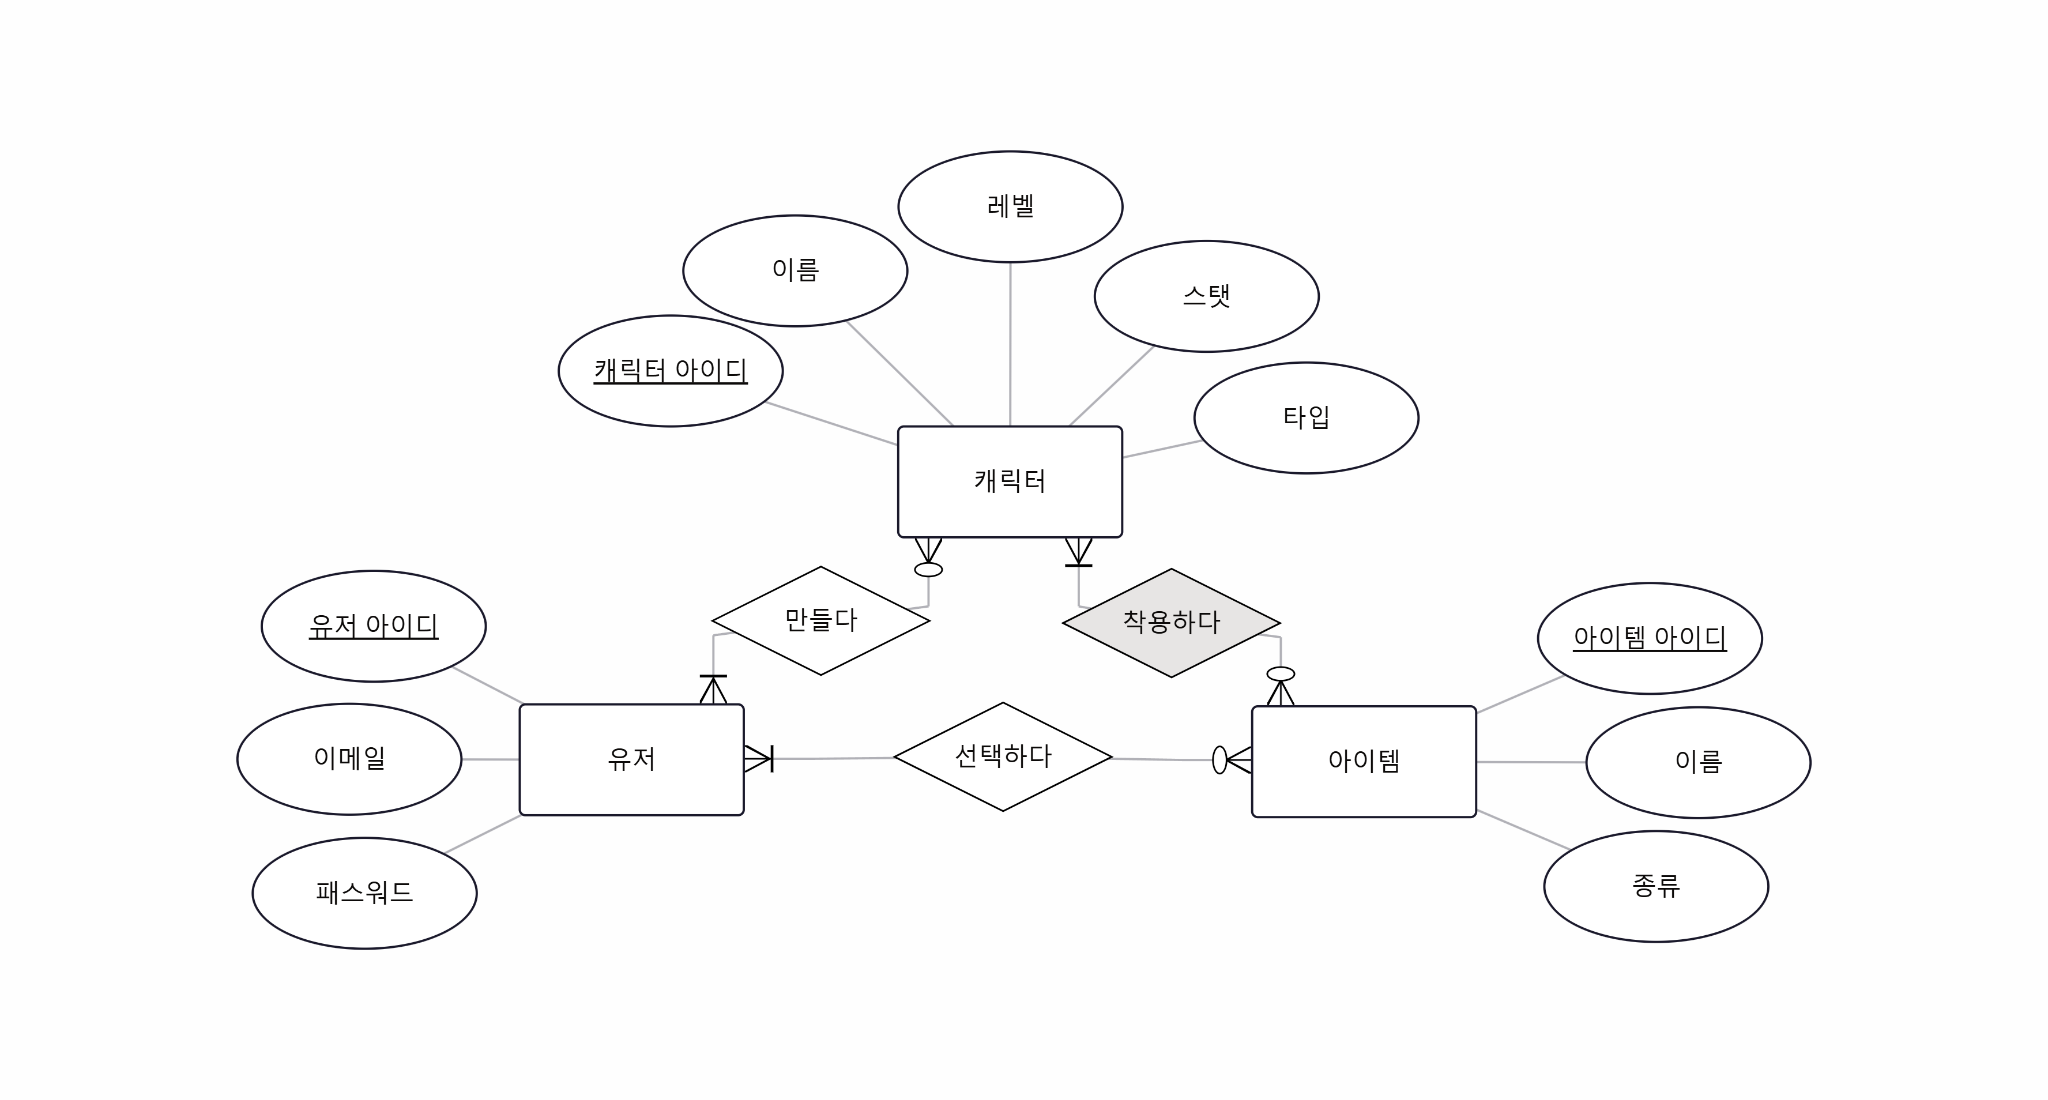 레벨
이름
스탯
캐릭터 아이디
타입
캐릭터
만들다
착용하다
유저 아이디
아이템 아이디
이메일
유저
선택하다
아이템
이름
패스워드
종류